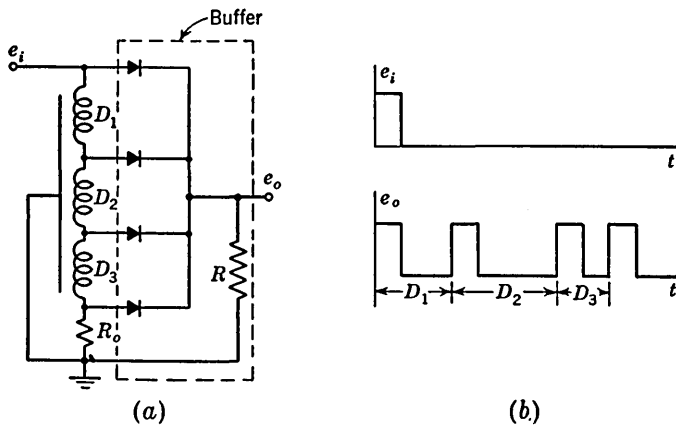 Buffer
e_i
D_1
D_2
e_o
D_3
R
R_o
(a)
e_i
t
e_o
D_1 D_2 D_3 t
(b)